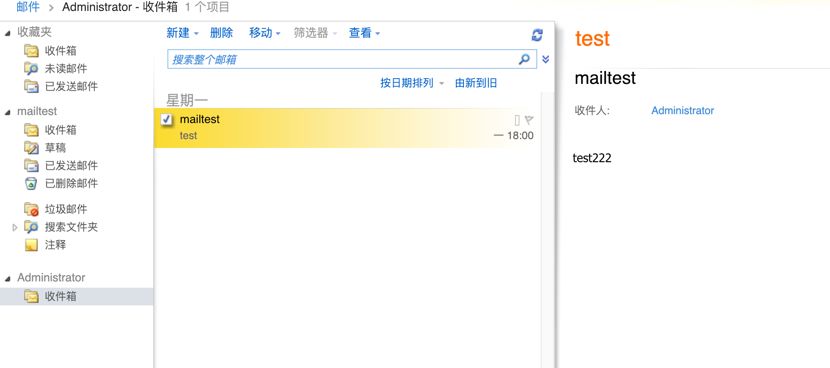 邮件 > Administrator - 收件箱 1 个项目
收藏夹
收件箱
未读邮件
已发送邮件
mailtest
收件箱
草稿
已发送邮件
已删除邮件
垃圾邮件
搜索文件夹
注释
Administrator
收件箱
新建 删除 移动 筛选器 查看
搜索整个邮箱
按日期排列 由新到旧
星期一
mailtest
test 一 18:00
test
mailtest
收件人: Administrator
test222